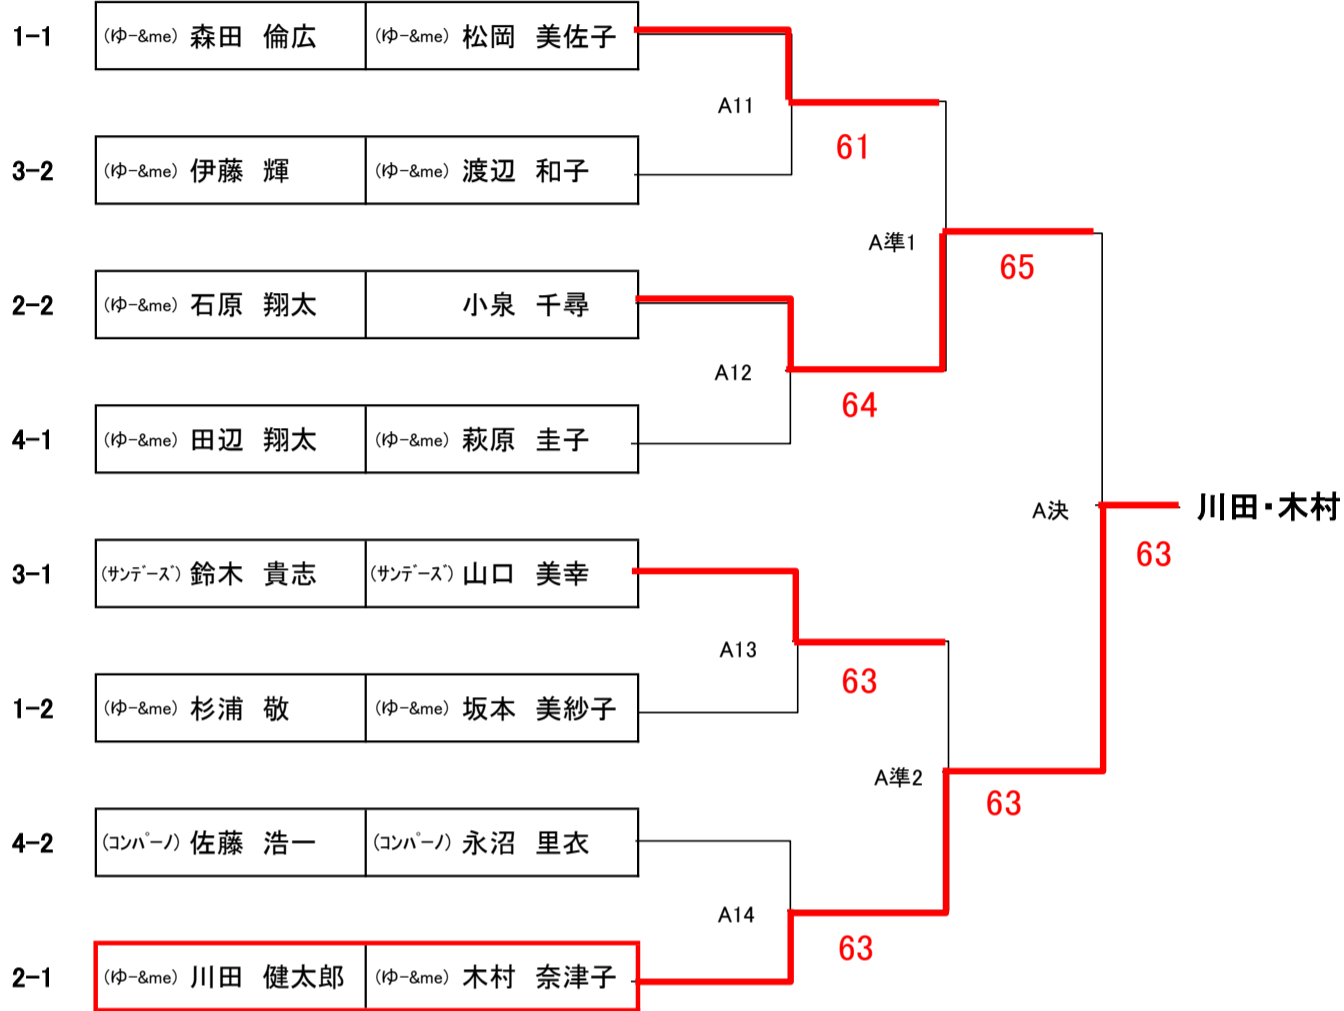 1-1 (ゆ-&me) 森田 倫広 (ゆ-&me) 松岡 美佐子
A11
61
3-2 (ゆ-&me) 伊藤 輝 (ゆ-&me) 渡辺 和子
A準1
65
2-2 (ゆ-&me) 石原 翔太 小泉 千尋
A12
64
4-1 (ゆ-&me) 田辺 翔太 (ゆ-&me) 萩原 圭子
A決
川田・木村
63
3-1 (サンデーズ) 鈴木 貴志 (サンデーズ) 山口 美幸
A13
63
1-2 (ゆ-&me) 杉浦 敬 (ゆ-&me) 坂本 美紗子
A準2
63
4-2 (コンパーノ) 佐藤 浩一 (コンパーノ) 永沼 里衣
A14
63
2-1 (ゆ-&me) 川田 健太郎 (ゆ-&me) 木村 奈津子